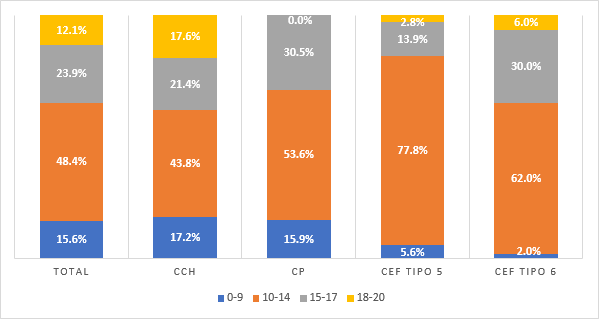 12.1% 17.6% 0.0% 2.8% 6.0%
23.9% 21.4% 30.5% 13.9% 30.0%
48.4% 43.8% 53.6% 77.8% 62.0%
15.6% 17.2% 15.9% 5.6% 2.0%
TOTAL CCH CP CEF TIPO 5 CEF TIPO 6
0-9 10-14 15-17 18-20